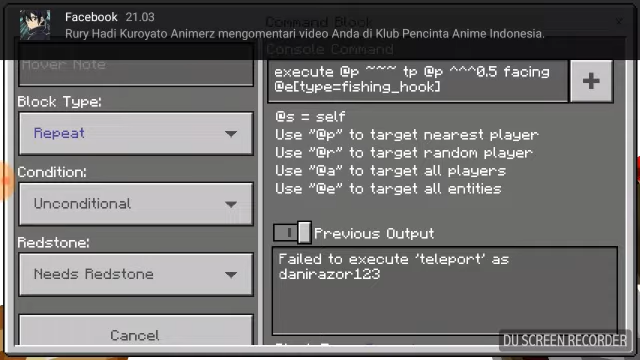 Facebook 21.03
Rury Hadi Kuroyato Animerz mengomentari video Anda di Klub Pencinta Anime Indonesia.
Command Block
x
Hover Note
Console Command
execute @p ~~~ tp @p ^^^0.5 facing
@e[type=fishing_hook]
+
Block Type:
Repeat
@s = self
Use "@p" to target nearest player
Use "@r" to target random player
Use "@a" to target all players
Use "@e" to target all entities
Condition:
Unconditional
Previous Output
Redstone:
Needs Redstone
Failed to execute 'teleport' as
danirazor123
Cancel
DU SCREEN RECORDER